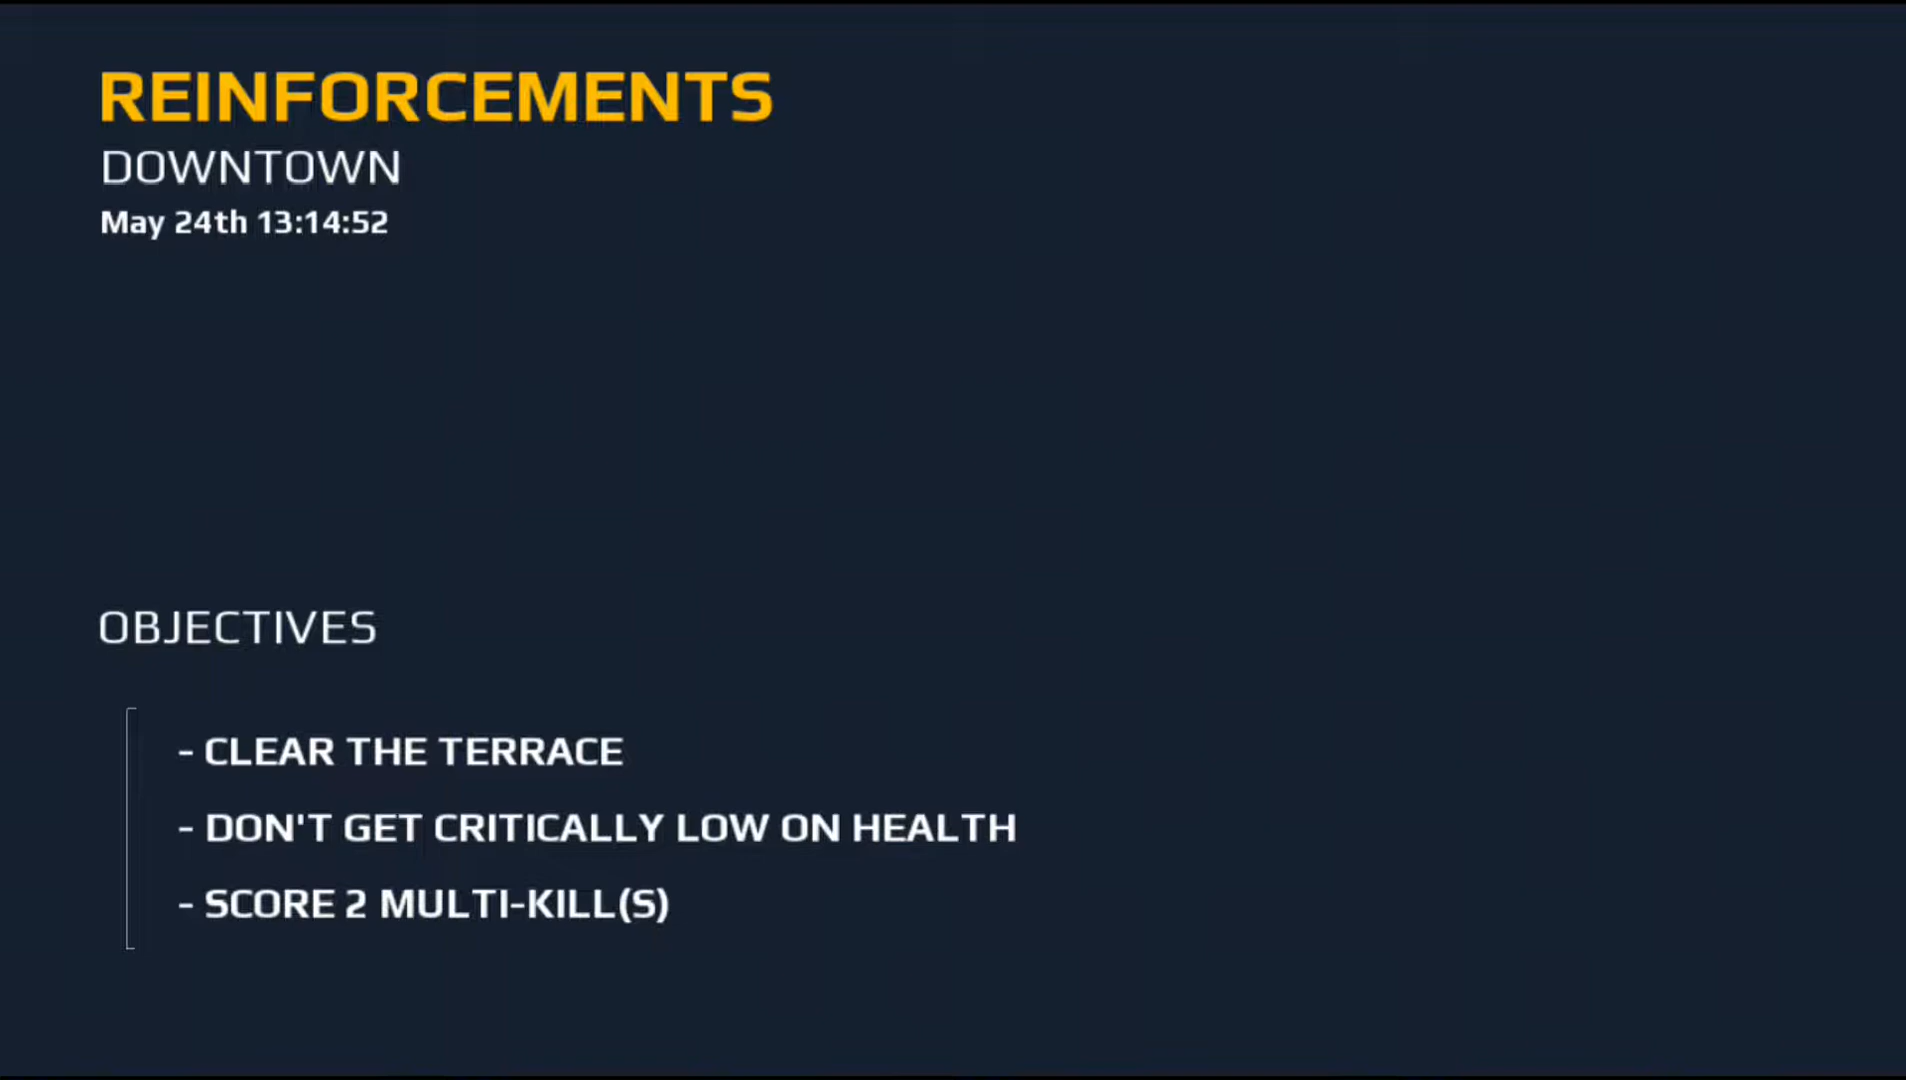 REINFORCEMENTS
DOWNTOWN
May 24th 13:14:52
OBJECTIVES
- CLEAR THE TERRACE
- DON'T GET CRITICALLY LOW ON HEALTH
- SCORE 2 MULTI-KILL(S)